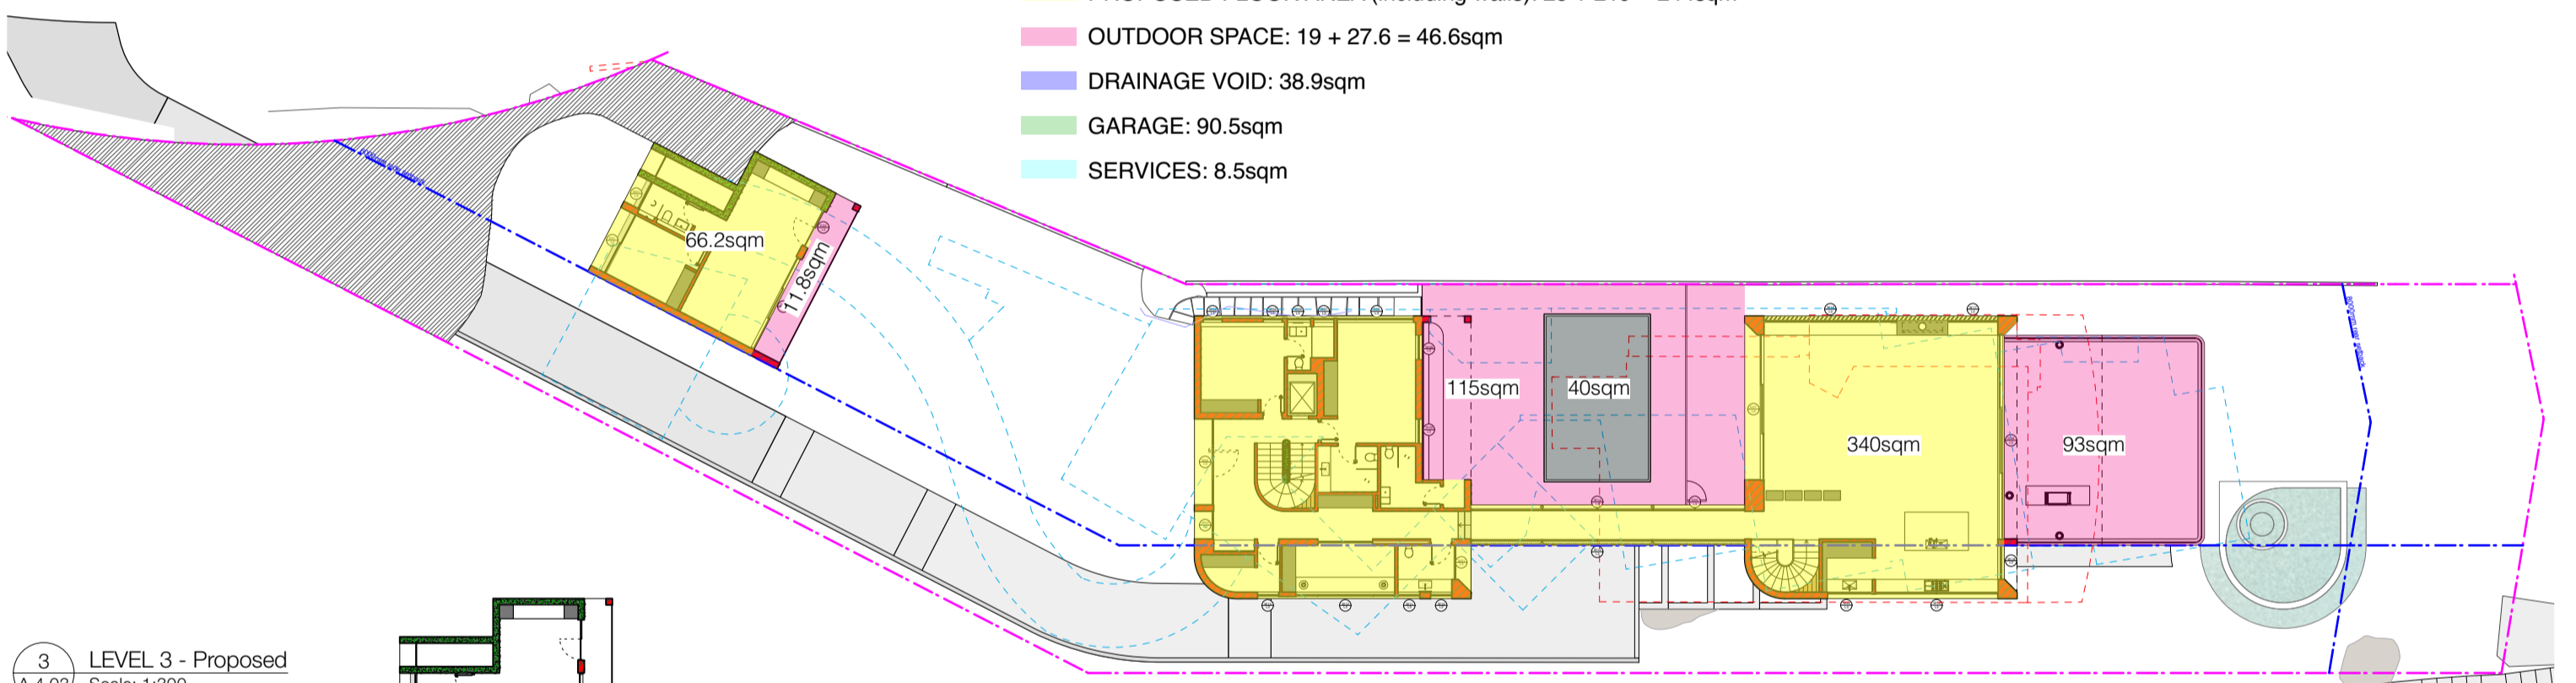 OUTDOOR SPACE: 19 + 27.6 = 46.6sqm
DRAINAGE VOID: 38.9sqm
GARAGE: 90.5sqm
SERVICES: 8.5sqm
66.2sqm
11.8sqm
115sqm
40sqm
340sqm
93sqm
3
LEVEL 3 - Proposed